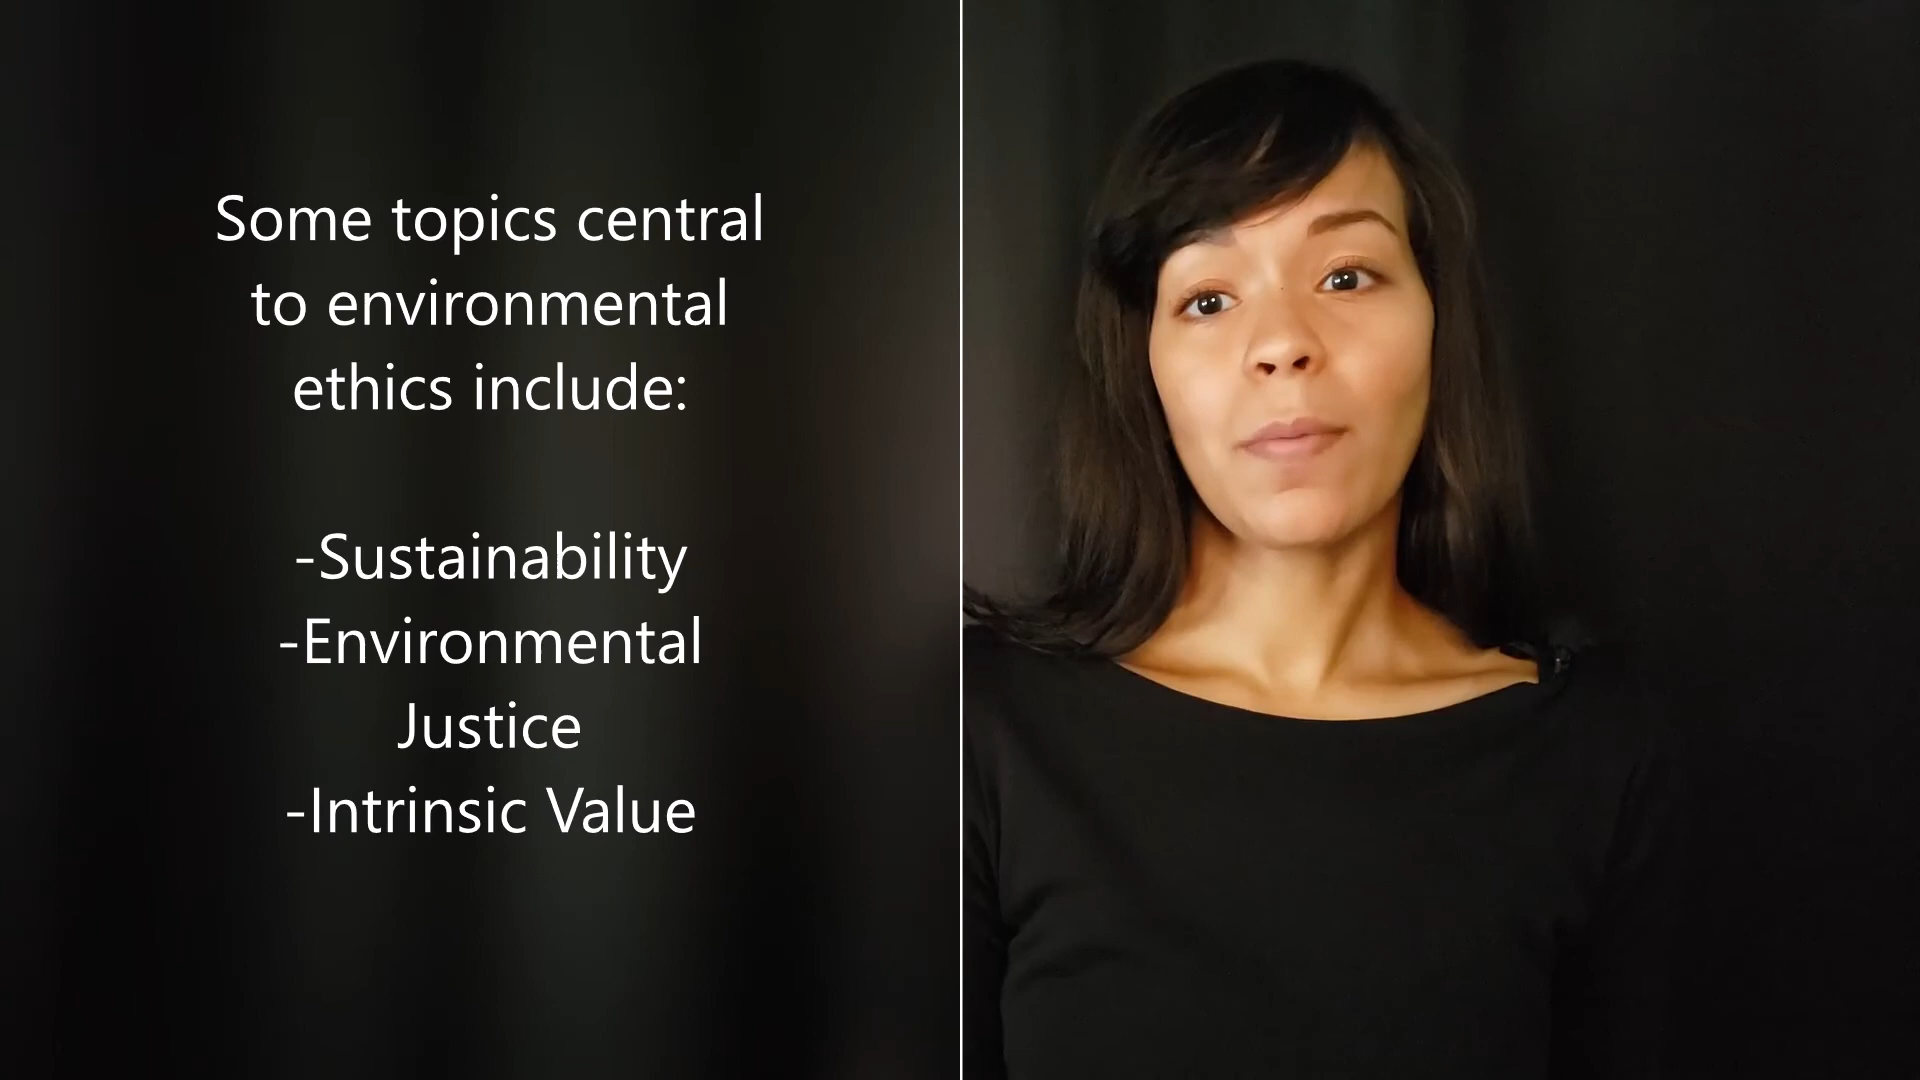 Some topics central
to environmental
ethics include:
-Sustainability
-Environmental
Justice
-Intrinsic Value